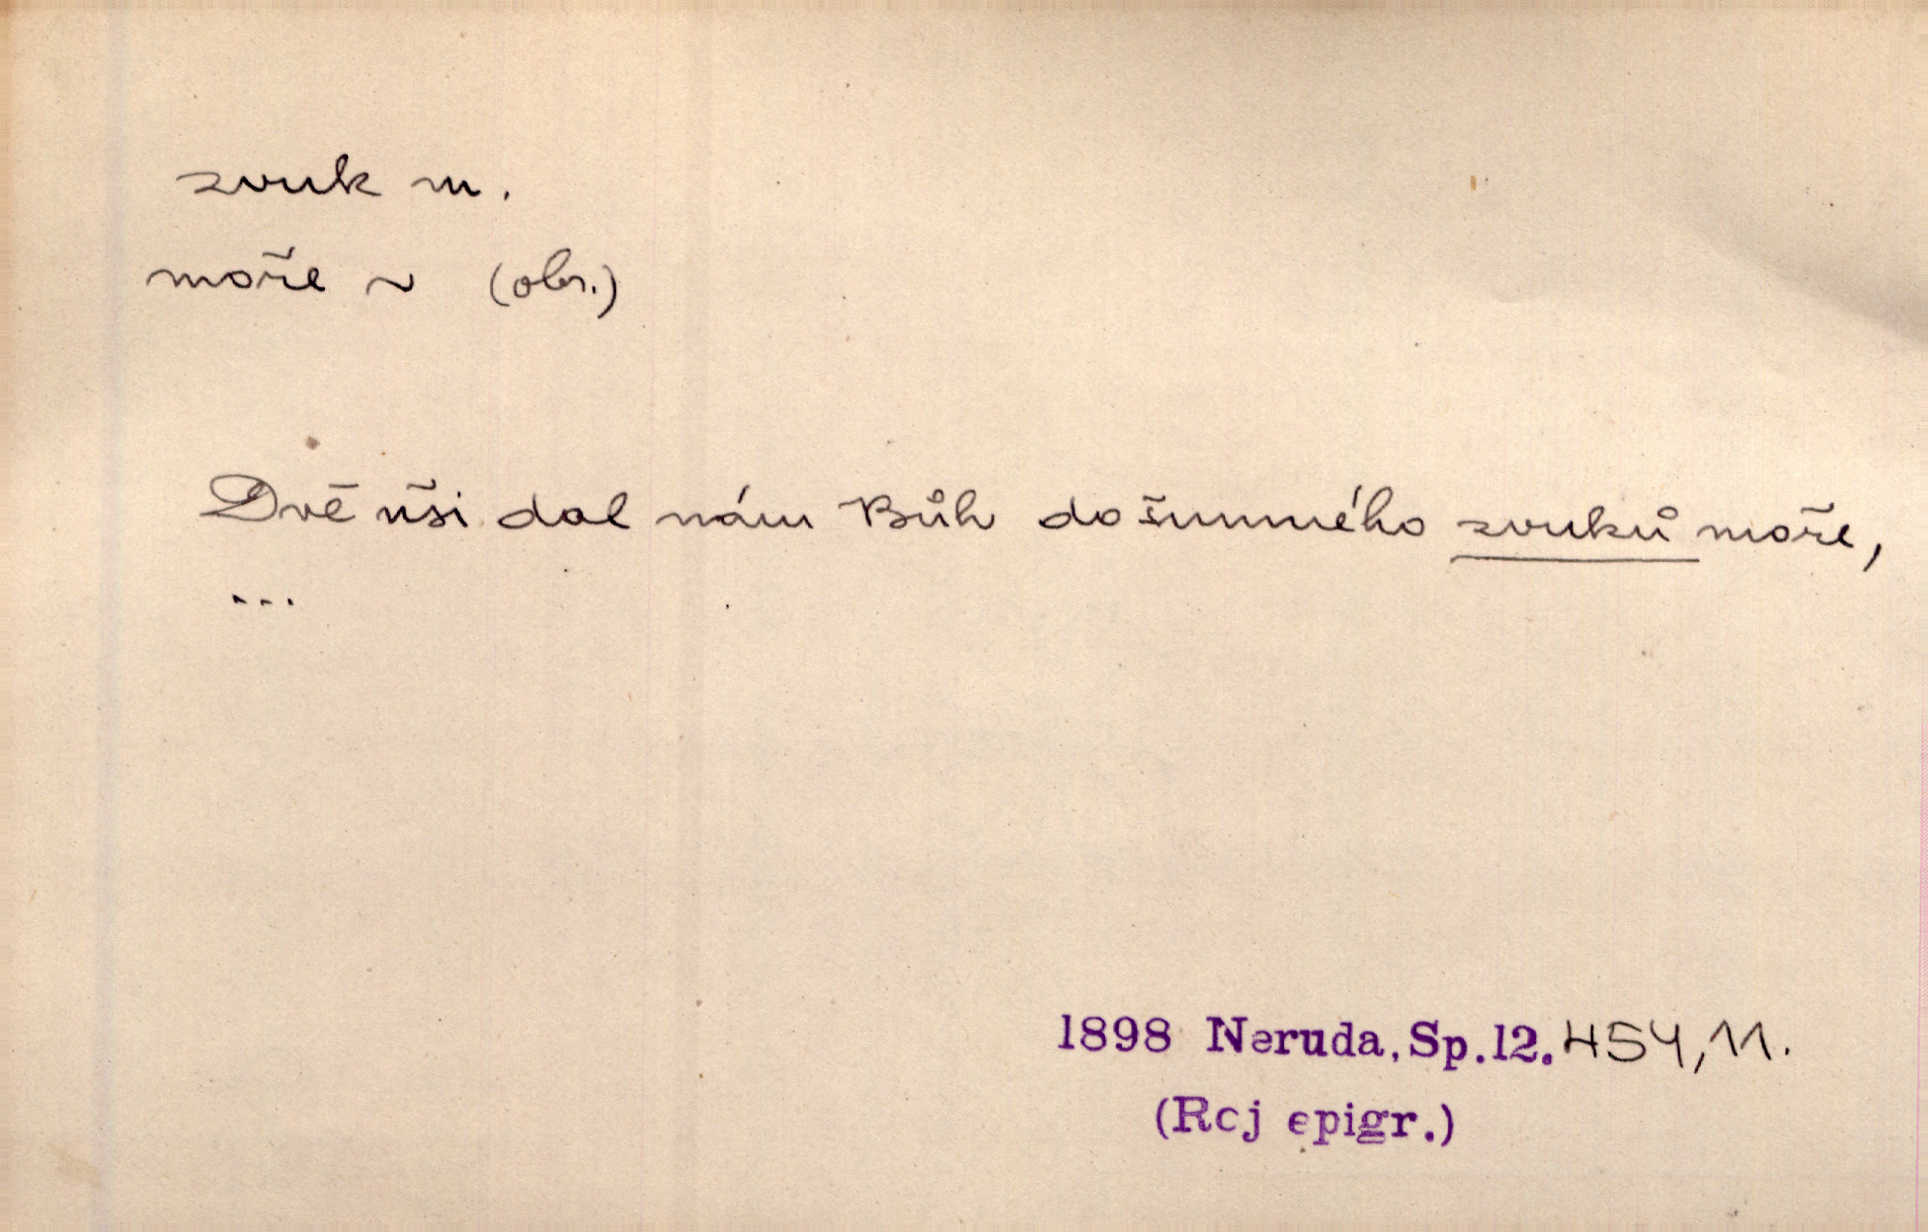 zvuk m.
moře ~ (obr.)
Dvě uši dal nám Bůh do šumného zvuků moře,
...
1898 Neruda, Sp.12. 454,11.
(Rcj epigr.)